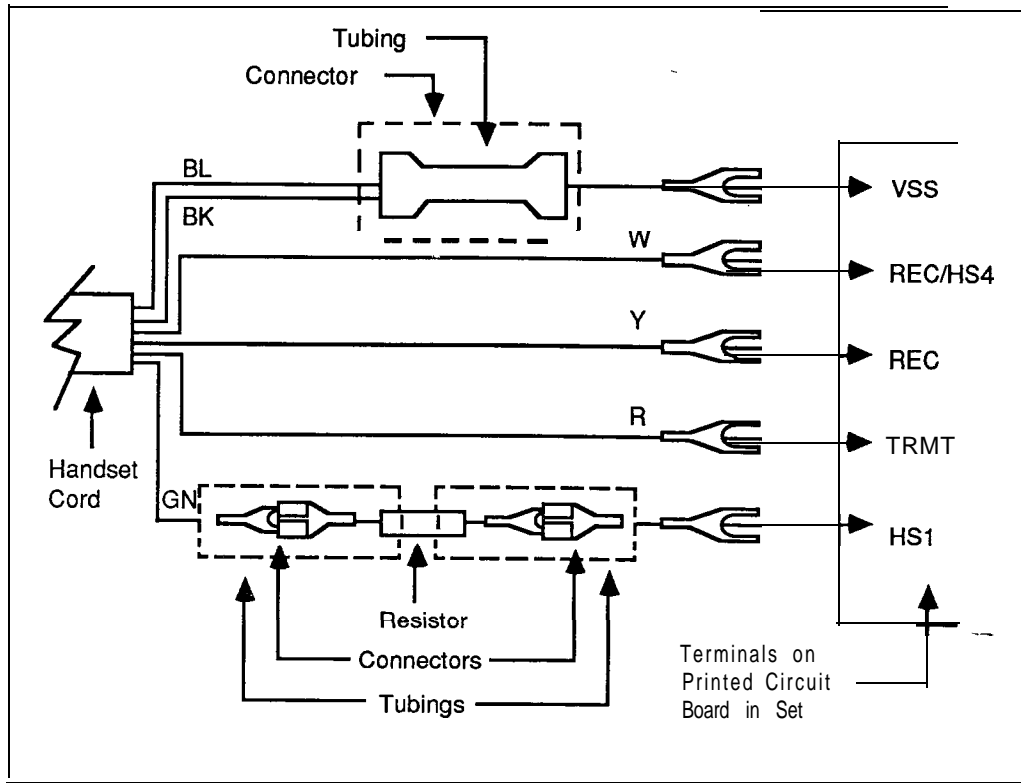 Tubing
Connector
BL
BK
VSS
W
REC/HS4
Y
REC
R
TRMT
Handset
Cord
GN
HS1
Resistor
Connectors
Tubings
Terminals on
Printed Circuit
Board in Set